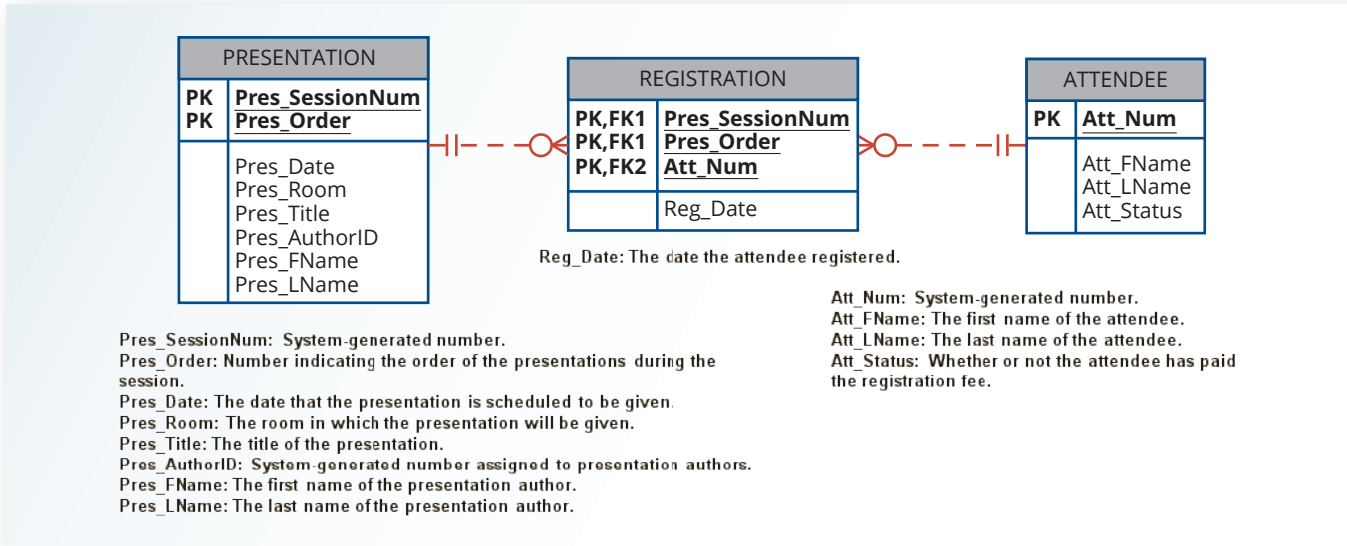 PRESENTATION
PK Pres_SessionNum
PK Pres_Order
Pres_Date
Pres_Room
Pres_Title
Pres_AuthorID
Pres_FName
Pres_LName
REGISTRATION
PK,FK1 Pres_SessionNum
PK,FK1 Pres_Order
PK,FK2 Att_Num
Reg_Date
ATTENDEE
PK Att_Num
Att_FName
Att_LName
Att_Status
Reg_Date: The date the attendee registered.
Att_Num: System-generated number.
Att_FName: The first name of the attendee.
Att_LName: The last name of the attendee.
Att_Status: Whether or not the attendee has paid
the registration fee.
Pres_SessionNum: System-generated number.
Pres_Order: Number indicating the order of the presentations during the
session.
Pres_Date: The date that the presentation is scheduled to be given.
Pres_Room: The room in which the presentation will be given.
Pres_Title: The title of the presentation.
Pres_AuthorID: System-generated number assigned to presentation authors.
Pres_FName: The first name of the presentation author.
Pres_LName: The last name of the presentation author.